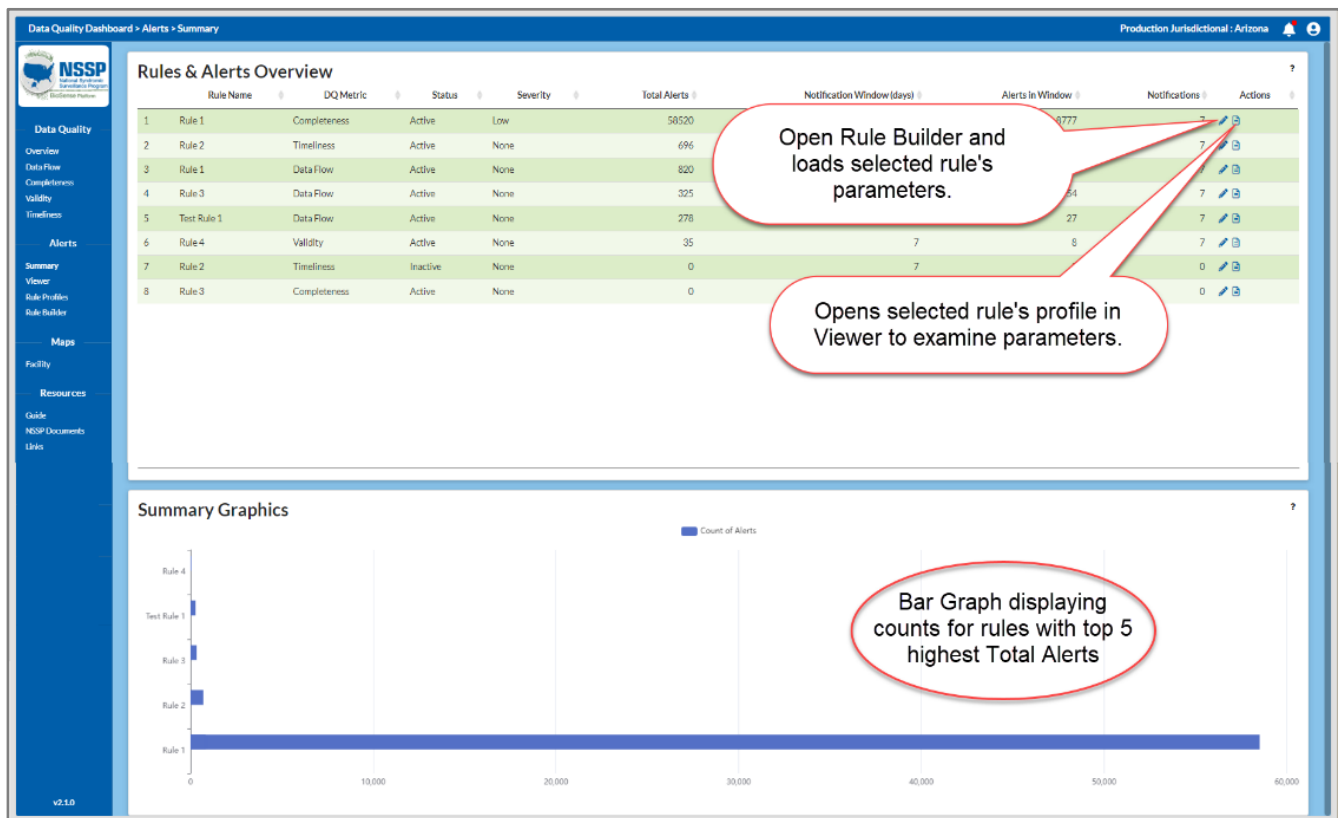 Data Quality Dashboard > Alerts > Summary
Production Jurisdictional : Arizona
NSSP
National Syndromic
Surveillance Program
BioSense Platform
Data Quality
Overview
Data Flow
Completeness
Validity
Timeliness
Alerts
Summary
Viewer
Rule Profiles
Rule Builder
Maps
Facility
Resources
Guide
NSSP Documents
Links
v2.1.0
Rules & Alerts Overview
?
Rule Name DQ Metric Status Severity Total Alerts Notification Window (days) Alerts in Window Notifications Actions
1 Rule 1 Completeness Active Low 58520 8777 7
2 Rule 2 Timeliness Active None 696 7
3 Rule 1 Data Flow Active None 820
4 Rule 3 Data Flow Active None 325 7
5 Test Rule 1 Data Flow Active None 278 27 7
6 Rule 4 Validity Active None 35 7 8 7
7 Rule 2 Timeliness Inactive None 0 7 0
8 Rule 3 Completeness Active None 0 0
Open Rule Builder and
loads selected rule's
parameters.
Opens selected rule's profile in
Viewer to examine parameters.
Summary Graphics
?
Count of Alerts
Rule 4
Test Rule 1
Rule 3
Rule 2
Rule 1
0 10,000 20,000 30,000 40,000 50,000 60,000
Bar Graph displaying
counts for rules with top 5
highest Total Alerts